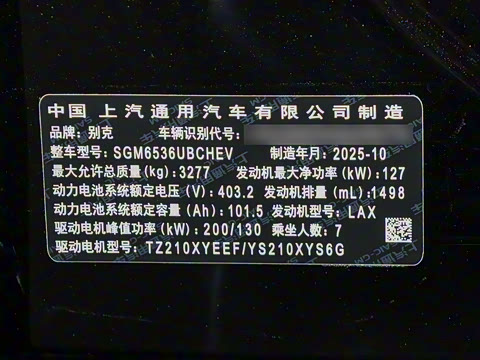 中国 上汽通用汽车有限公司制造
品牌：别克 车辆识别代号：
整车型号：SGM6536UBCHEV 制造年月：2025-10
最大允许总质量（kg）：3277 发动机最大净功率（kW）：127
动力电池系统额定电压（V）：403.2 发动机排量（mL）：1498
动力电池系统额定容量（Ah）：101.5 发动机型号：LAX
驱动电机峰值功率（kW）：200/130 乘坐人数：7
驱动电机型号：TZ210XYEEF/YS210XYS6G